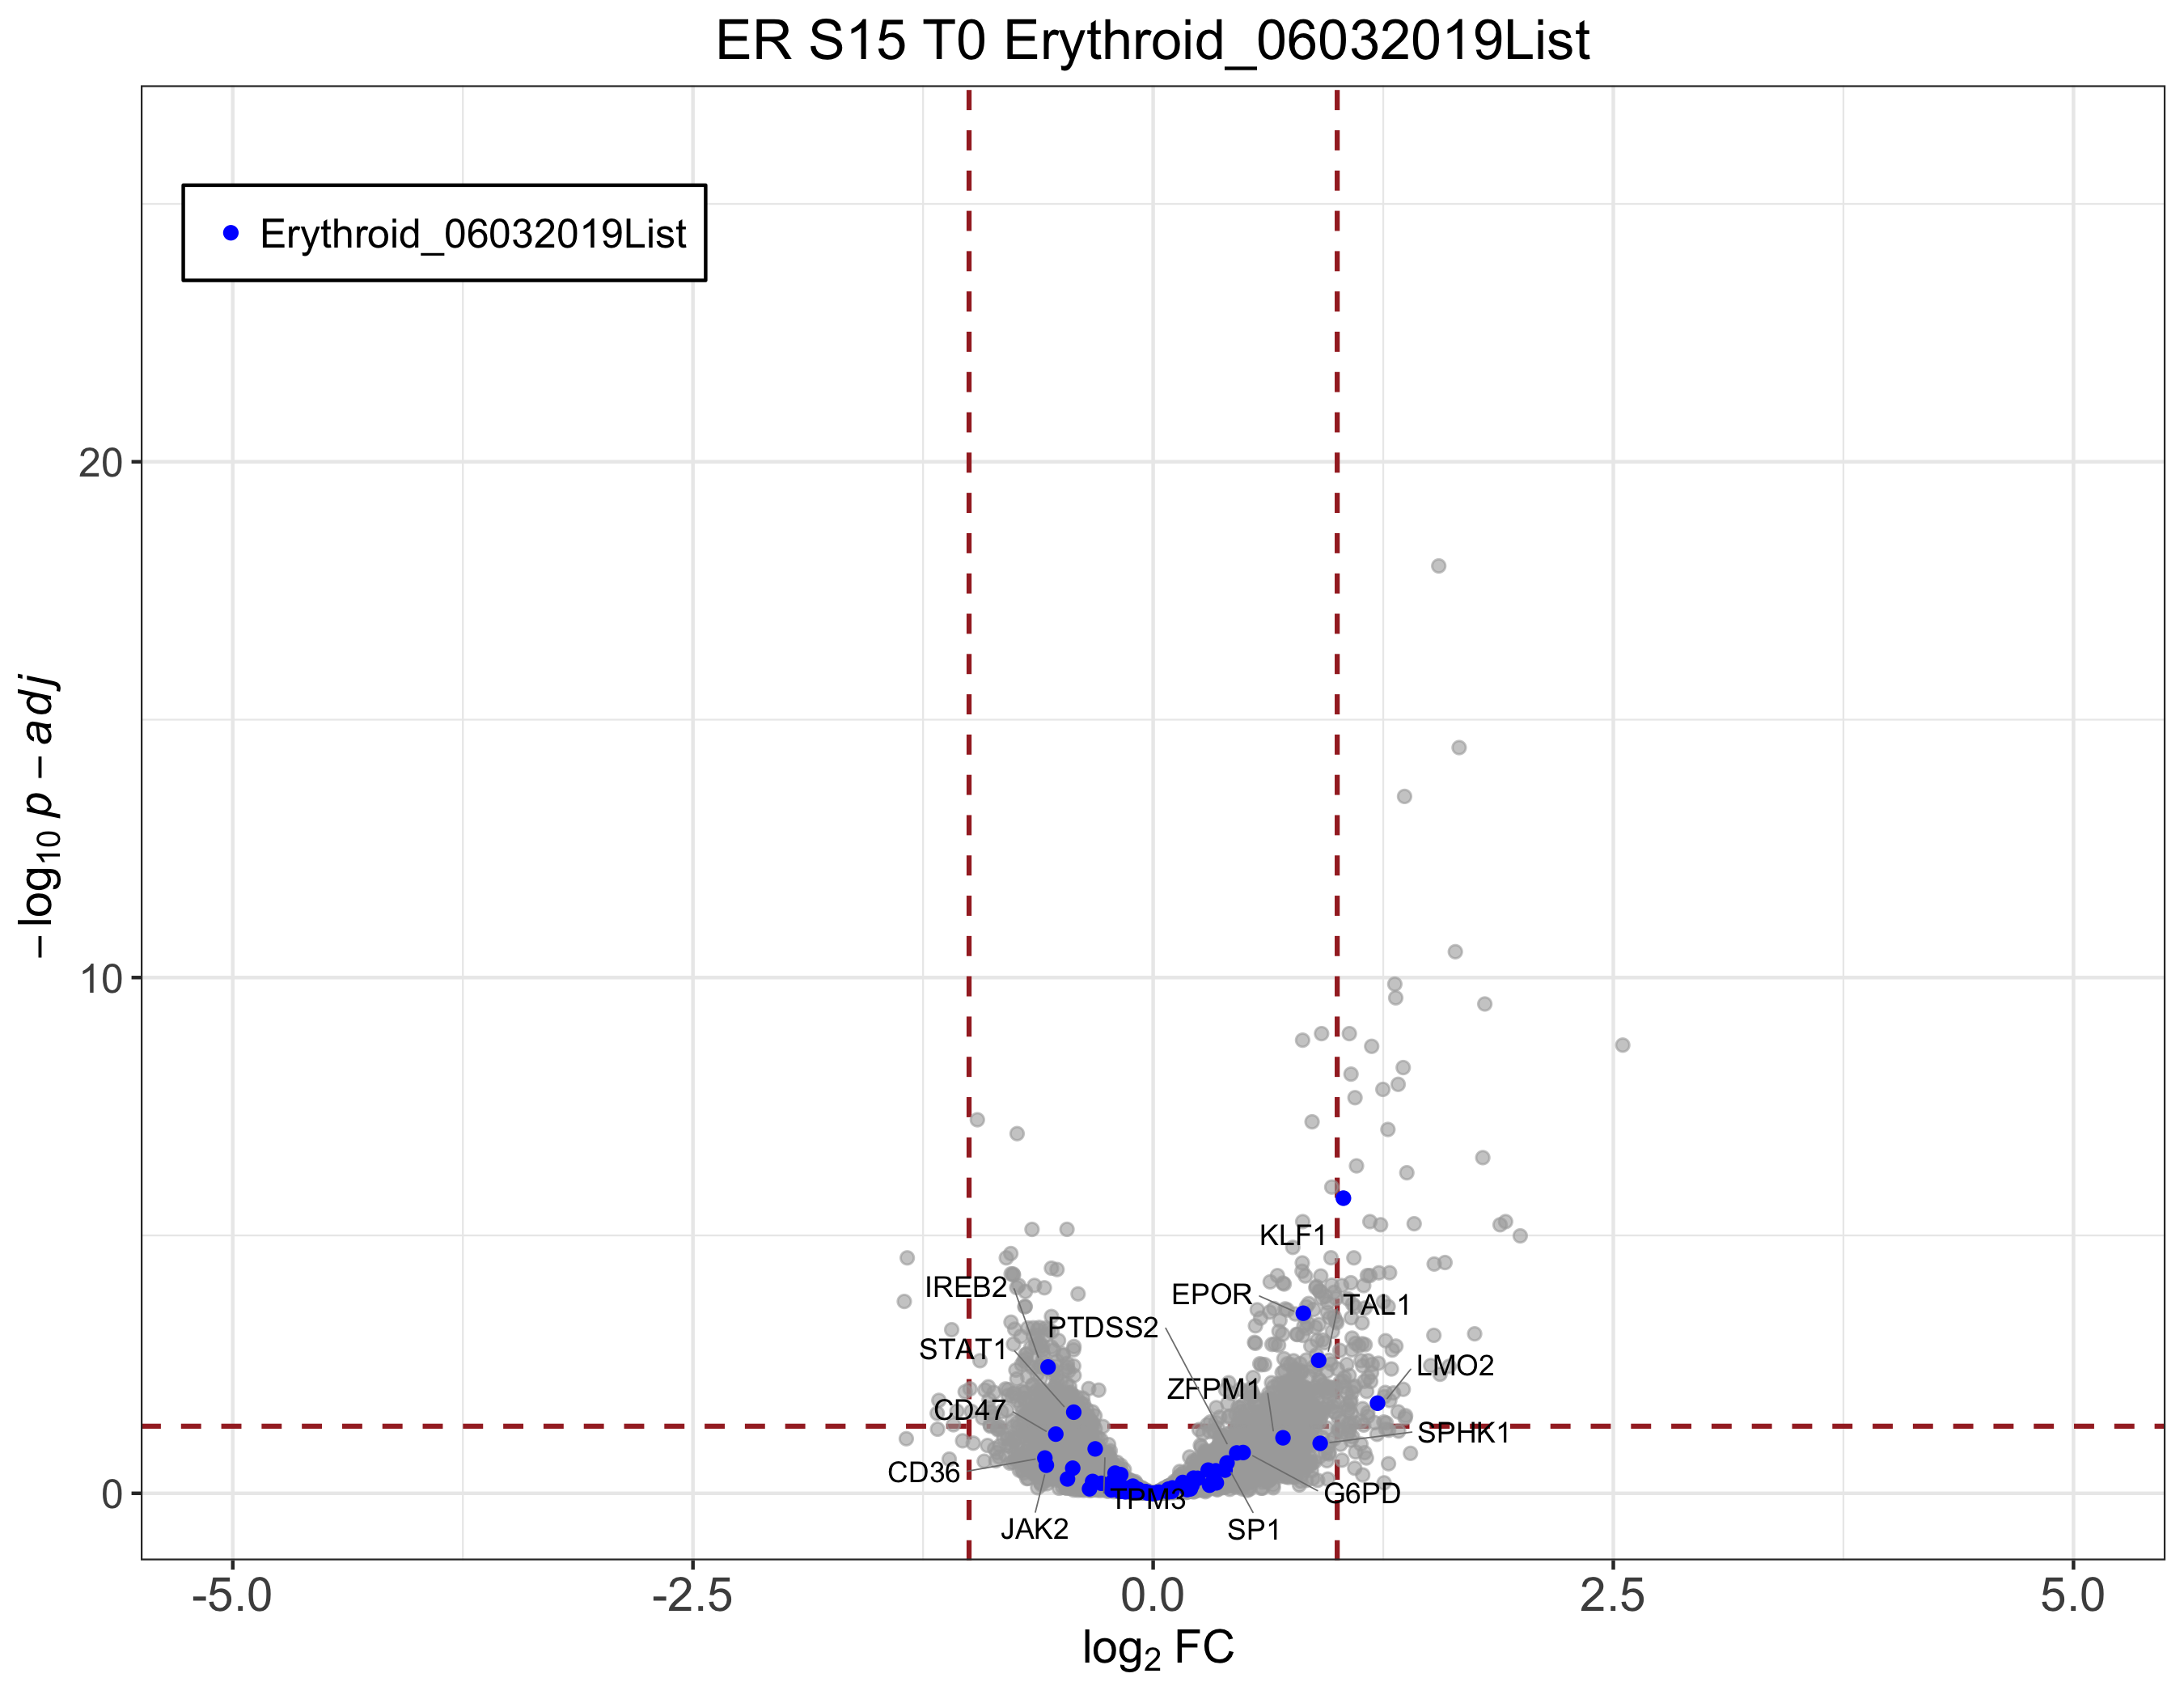 ER S15 T0 Erythroid_06032019List
Erythroid_06032019List
20
10
0
−log10 p − adj
KLF1
IREB2
EPOR
TAL1
PTDSS2
STAT1
LMO2
ZFPM1
CD47
SPHK1
CD36
G6PD
TPM3
JAK2
SP1
-5.0
-2.5
0.0
2.5
5.0
log2 FC